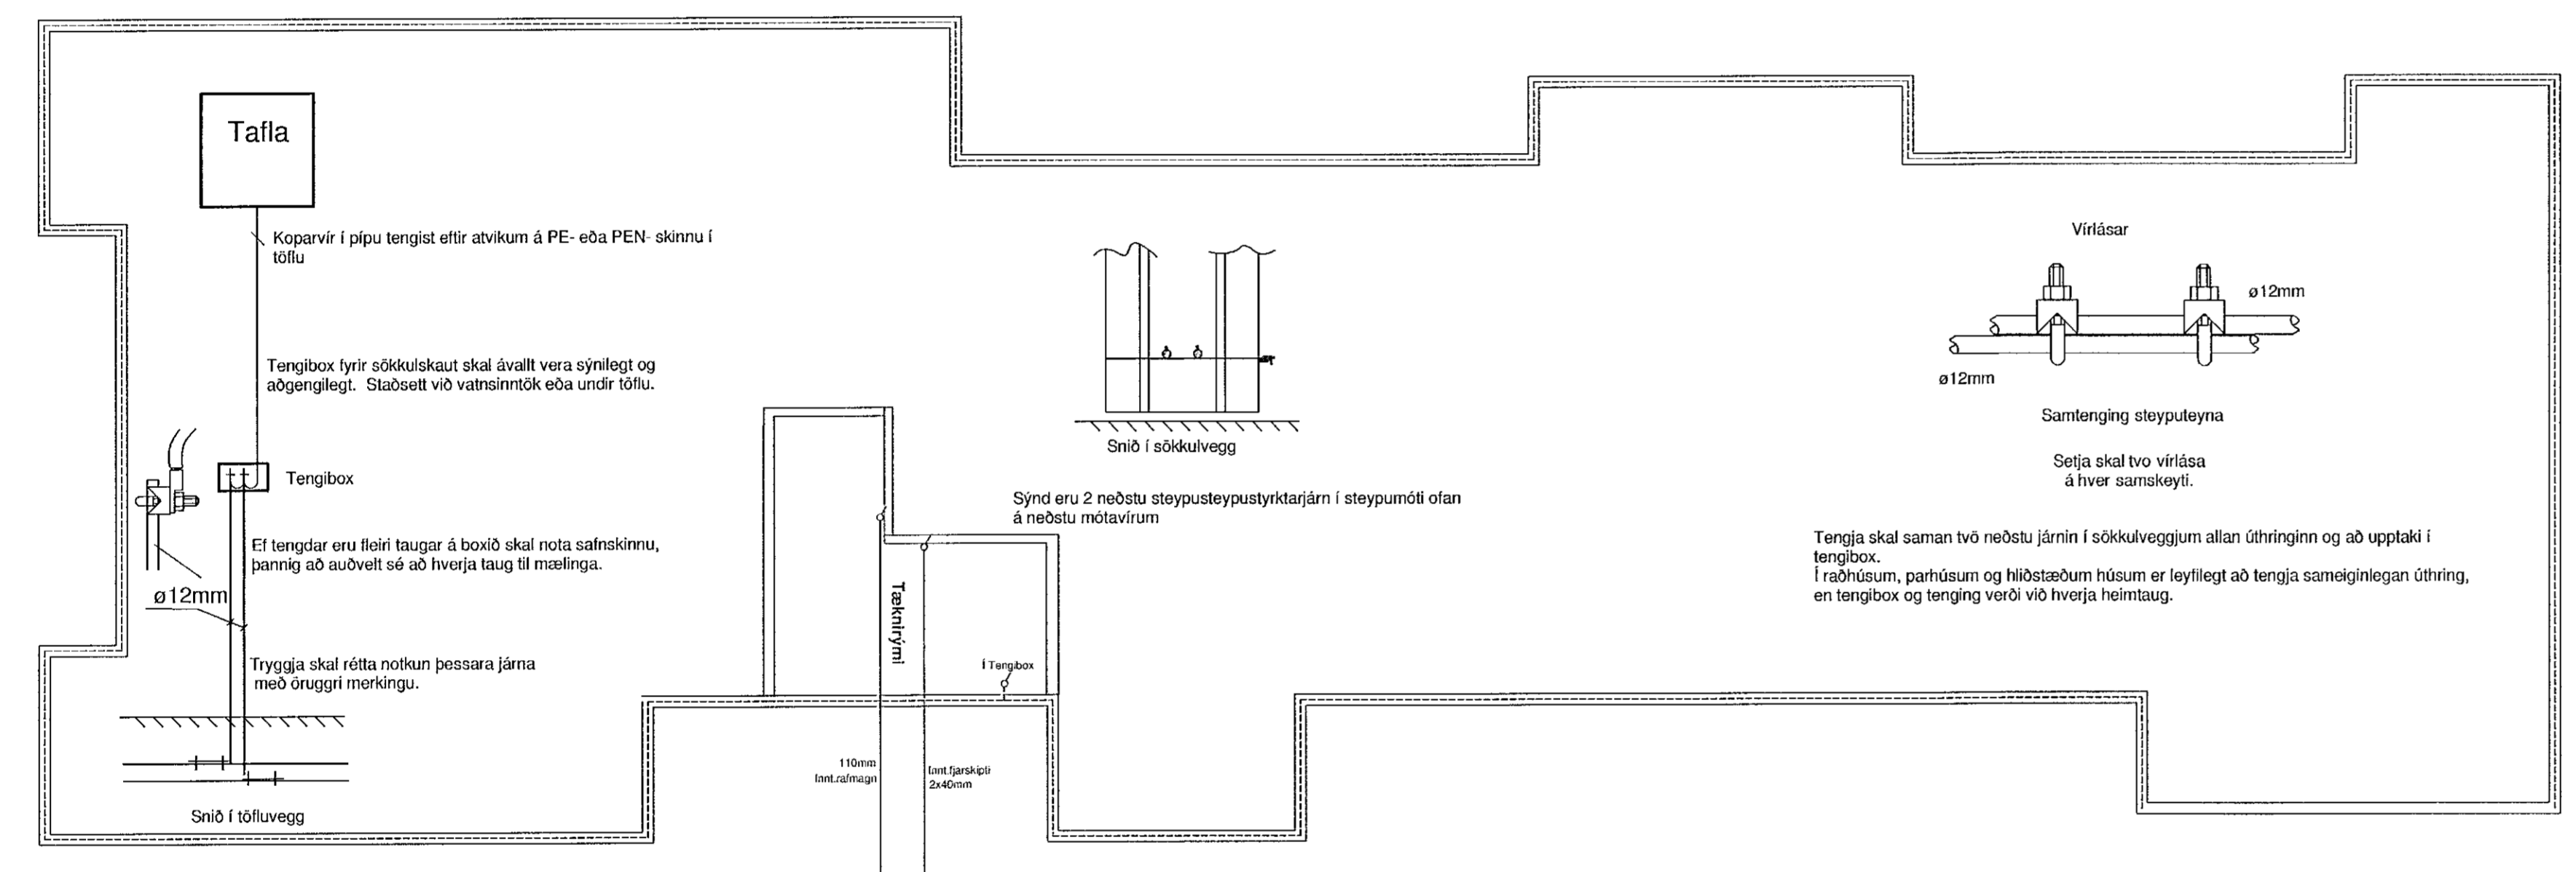 Tafla
Koparvír í pípu tengist eftir atvikum á PE- eða PEN- skinnu í
töflu
Tengibox fyrir sökkulskaut skal ávallt vera sýnilegt og
aðgengilegt. Staðsett við vatnsinntök eða undir töflu.
Tengibox
Ef tengdar eru fleiri taugar á boxið skal nota safnskinnu,
þannig að auðvelt sé að hverja taug til mælinga.
ø12mm
Tryggja skal rétta notkun þessara járna
með öruggri merkingu.
Snið í töfluvegg
Snið í sökkulvegg
Sýnd eru 2 neðstu steypusteypustyrktarjárn í steypumóti ofan
á neðstu mótavírum
Tæknirými
Í Tengibox
110mm
Innt.rafmagn
Innt.fjarskipti
2x40mm
Vírlásar
ø12mm
ø12mm
Samtenging steyputeyna
Setja skal tvo vírlása
á hver samskeyti.
Tengja skal saman tvö neðstu járnin í sökkulveggjum allan úthringinn og að upptaki í
tengibox.
Í raðhúsum, parhúsum og hliðstæðum húsum er leyfilegt að tengja sameiginlegan úthring,
en tengibox og tenging verði við hverja heimtaug.